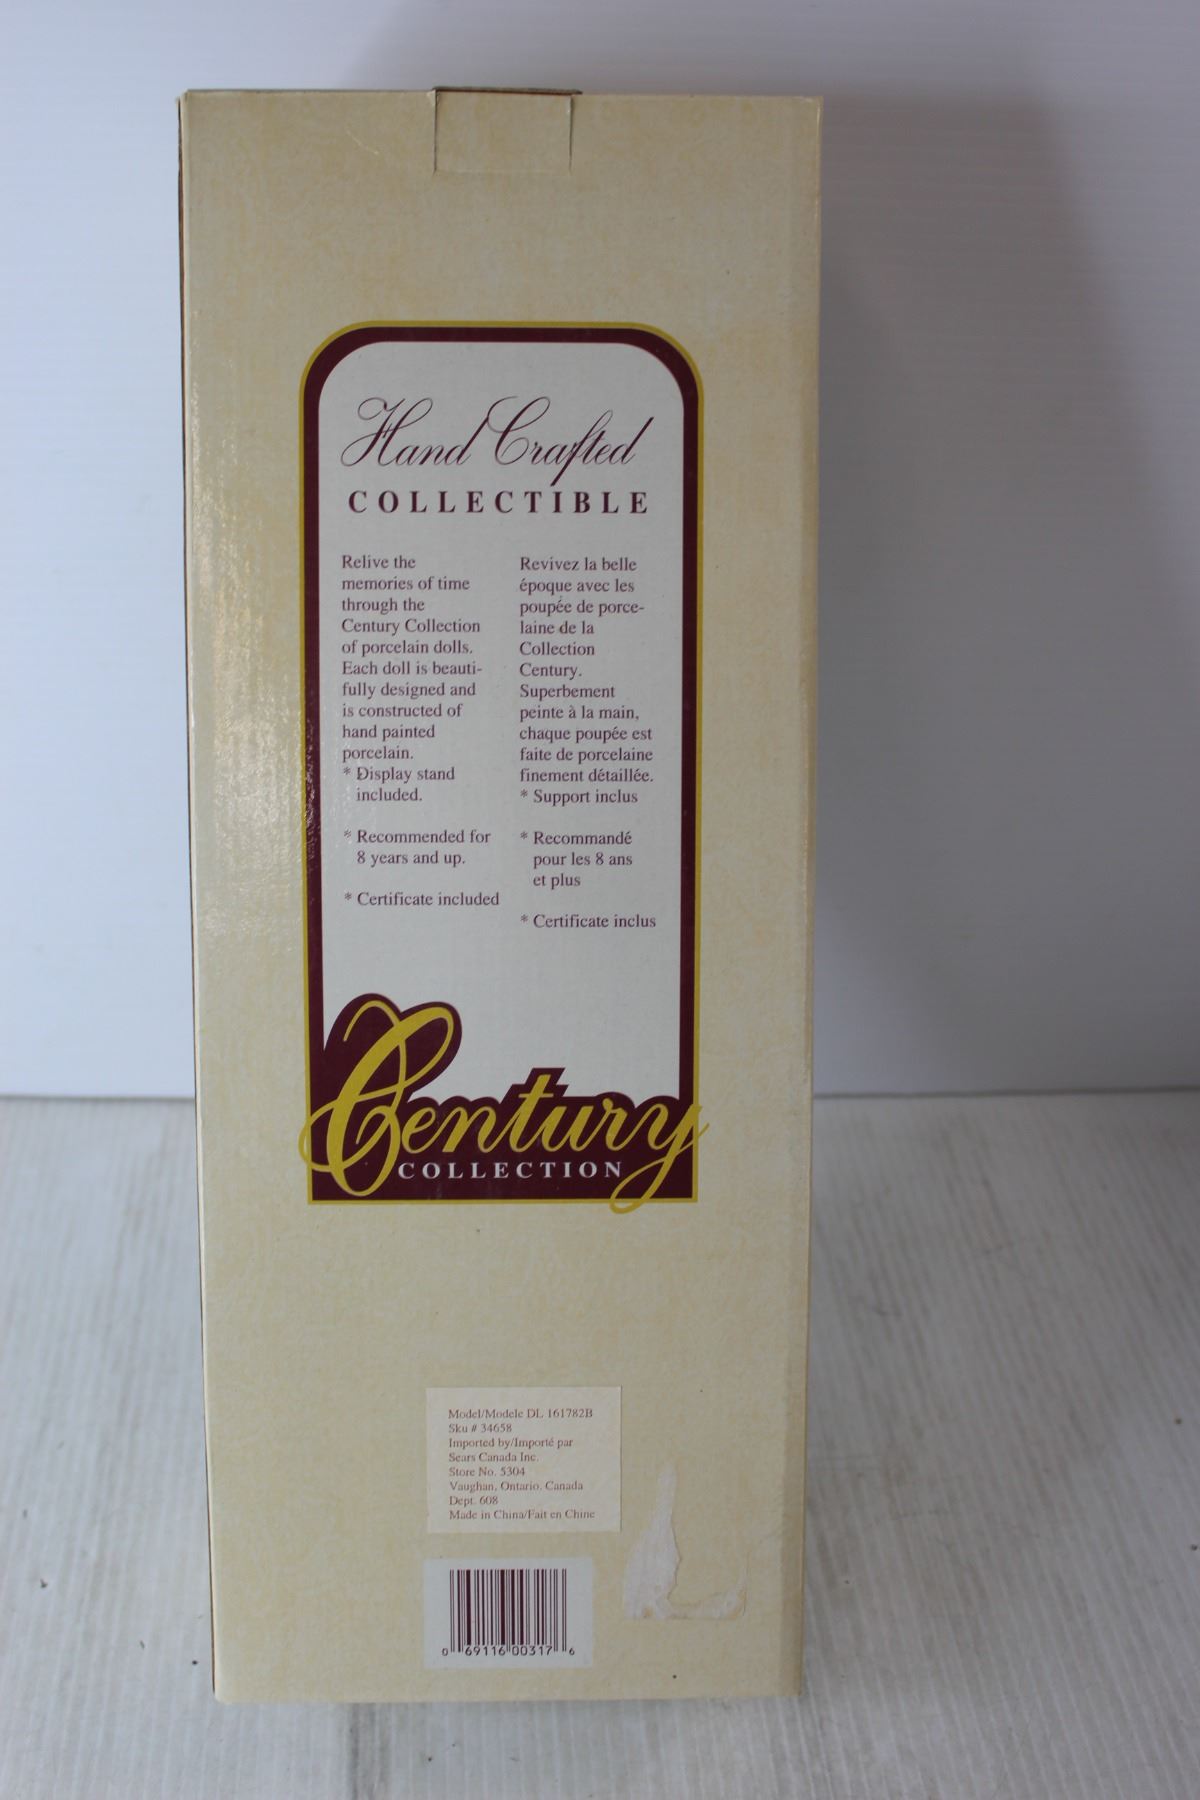 Hand Crafted
COLLECTIBLE
Relive the
memories of time
through the
Century Collection
of porcelain dolls.
Each doll is beauti-
fully designed and
is constructed of
hand painted
porcelain.
* Display stand
included.
* Recommended for
8 years and up.
* Certificate included
Revivez la belle
époque avec les
poupée de porce-
laine de la
Collection
Century.
Superbement
peinte à la main,
chaque poupée est
faite de porcelaine
finement détaillée.
* Support inclus
* Recommandé
pour les 8 ans
et plus
* Certificate inclus
Century
COLLECTION
Model/Modele DL 161782B
Sku # 34658
Imported by/Importé par
Sears Canada Inc.
Store No. 5304
Vaughan, Ontario, Canada
Dept. 608
Made in China/Fait en Chine
0 69116 00317 6